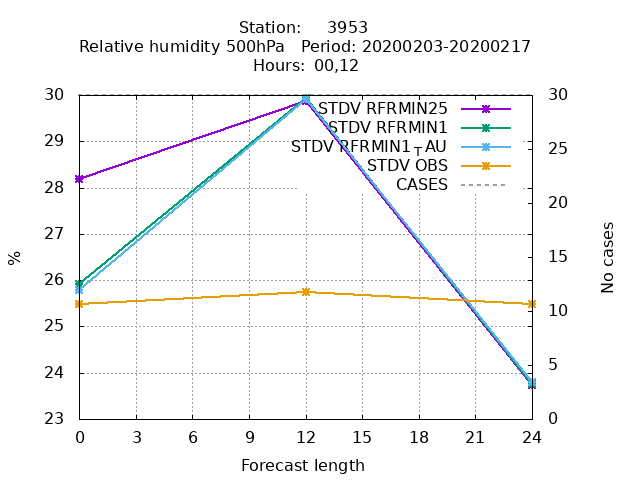 Station: 3953
Relative humidity 500hPa Period: 20200203-20200217
Hours: 00,12
30
29
28
27
26
25
24
23
%
30
25
20
15
10
5
0
No cases
STDV RFRMIN25
STDV RFRMIN1
STDV RFRMIN1TAU
STDV OBS
CASES
0 3 6 9 12 15 18 21 24
Forecast length